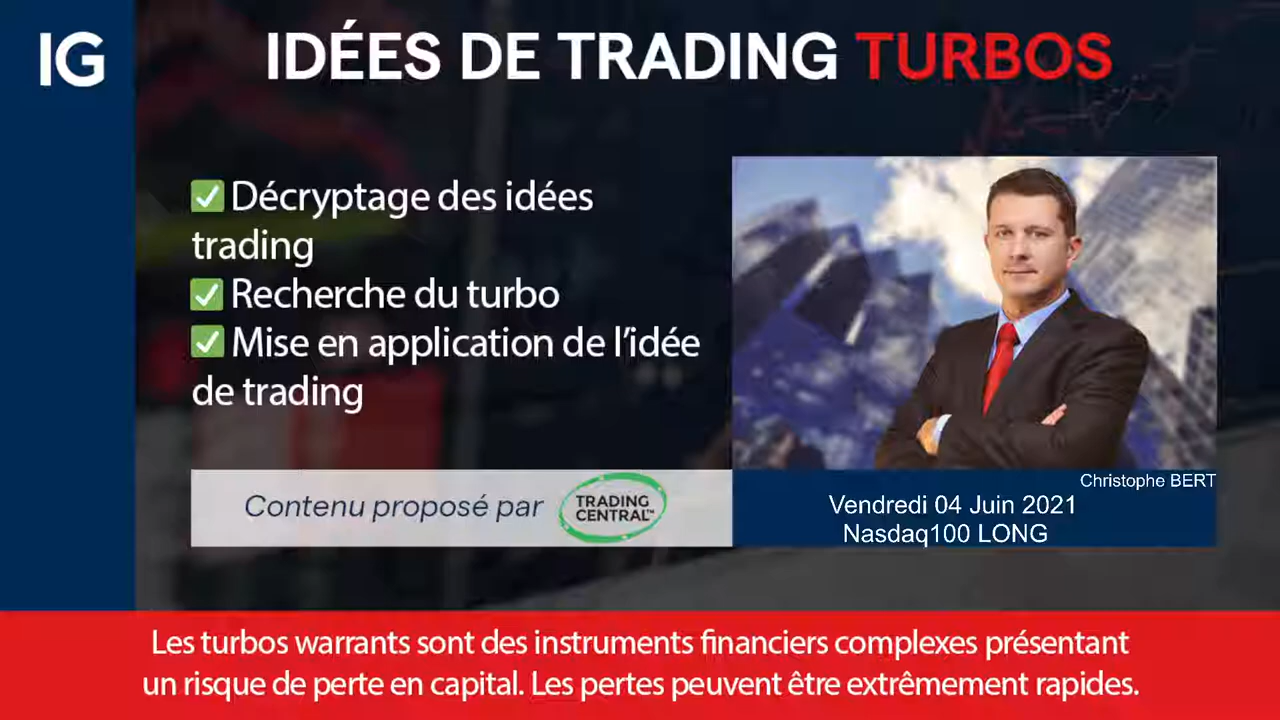 IG
IDÉES DE TRADING TURBOS
✅ Décryptage des idées
trading
✅ Recherche du turbo
✅ Mise en application de l’idée
de trading
Contenu proposé par
TRADING
CENTRAL™
Christophe BERT
Vendredi 04 Juin 2021
Nasdaq100 LONG
Les turbos warrants sont des instruments financiers complexes présentant
un risque de perte en capital. Les pertes peuvent être extrêmement rapides.